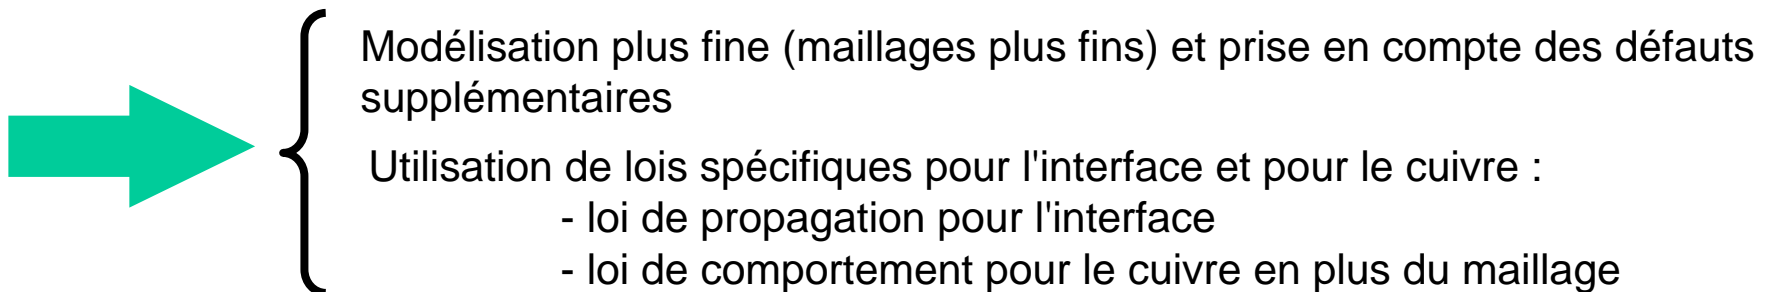 Modélisation plus fine (maillages plus fins) et prise en compte des défauts
supplémentaires
Utilisation de lois spécifiques pour l'interface et pour le cuivre :
- loi de propagation pour l'interface
- loi de comportement pour le cuivre en plus du maillage